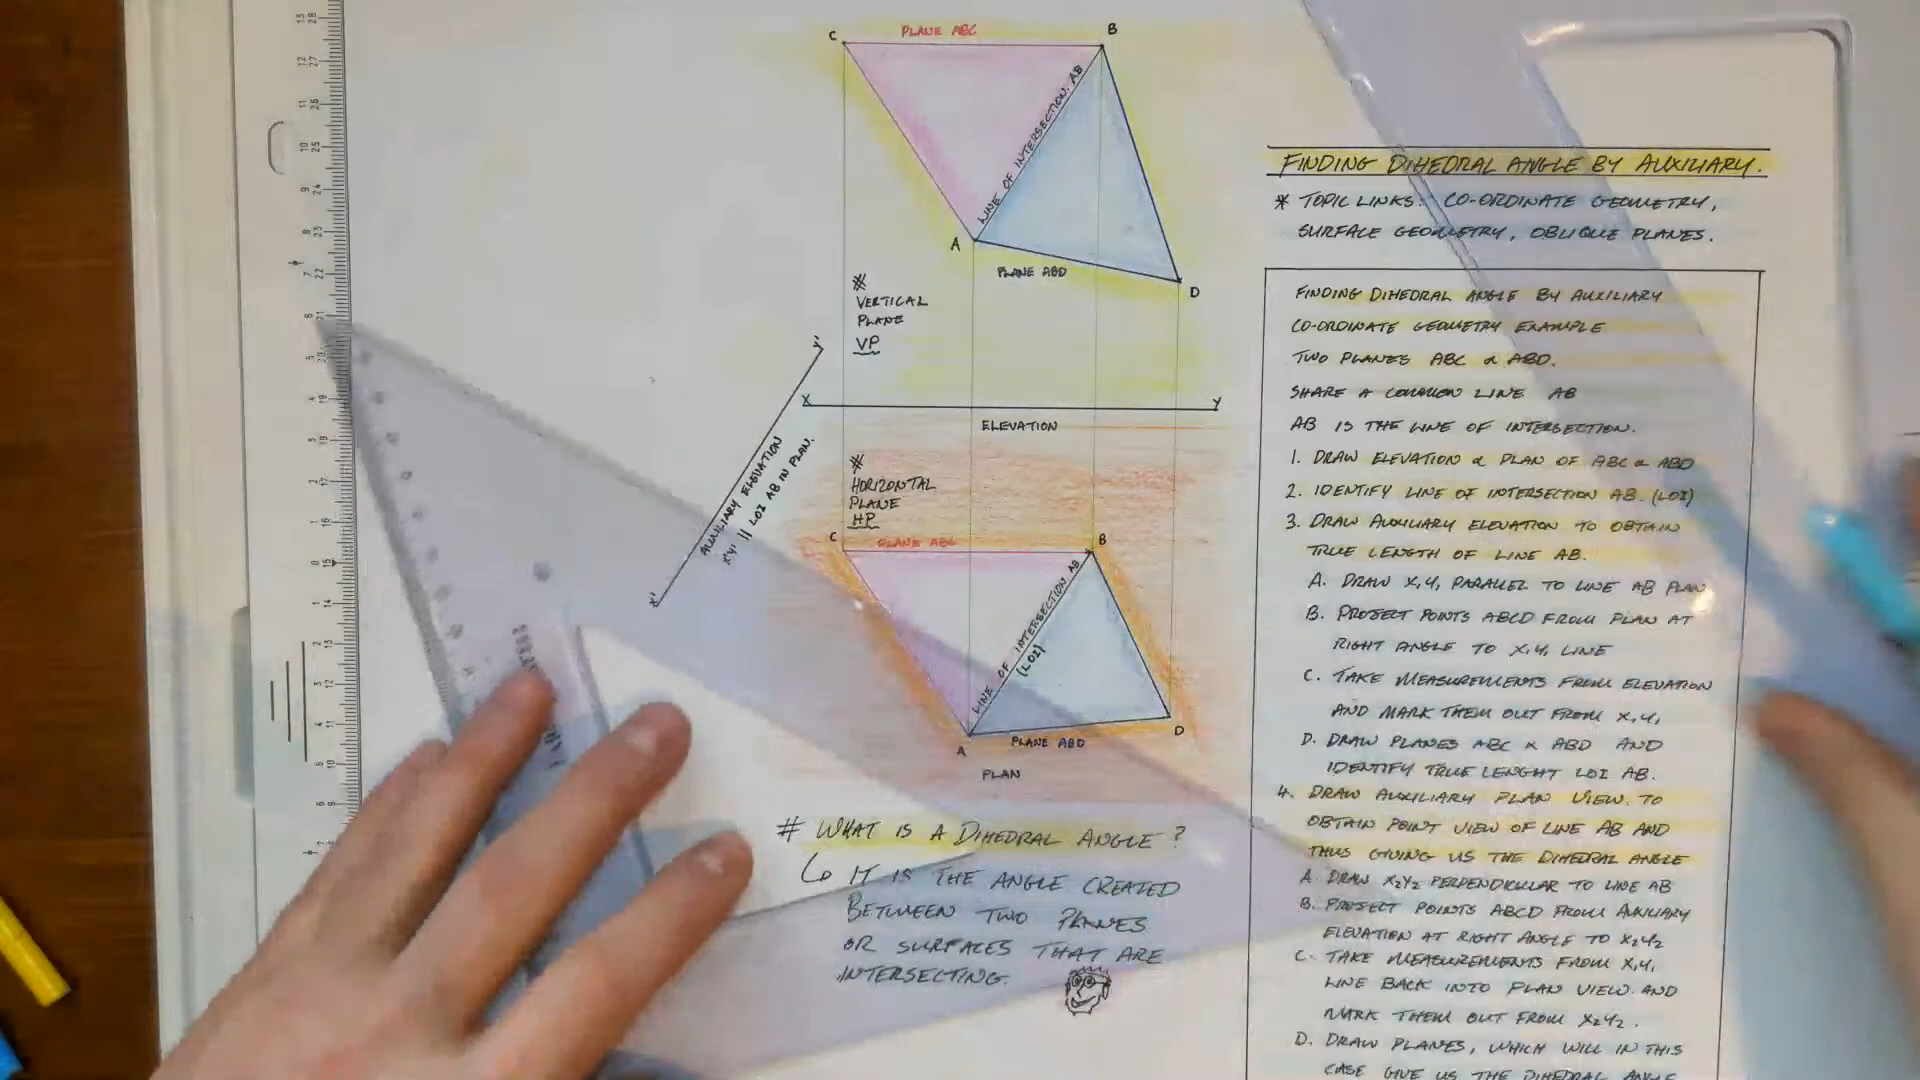 C
PLANE ABC
B
LINE OF INTERSECTION. AB
A
PLANE ABD
D
#
VERTICAL
PLANE
VP
Y'
X
Y
ELEVATION
AUXILIARY ELEVATION
X'Y' || LOI AB IN PLAN.
X'
#
HORIZONTAL
PLANE
HP
C
PLANE ABC
B
LINE OF INTERSECTION AB
(LOI)
A
PLANE ABD
D
PLAN
# WHAT IS A DIHEDRAL ANGLE?
IT IS THE ANGLE CREATED
BETWEEN TWO PLANES
OR SURFACES THAT ARE
INTERSECTING.
FINDING DIHEDRAL ANGLE BY AUXILIARY.
* TOPIC LINKS: CO-ORDINATE GEOMETRY,
SURFACE GEOMETRY, OBLIQUE PLANES.
FINDING DIHEDRAL ANGLE BY AUXILIARY
CO-ORDINATE GEOMETRY EXAMPLE
TWO PLANES ABC & ABD.
SHARE A COMMON LINE AB
AB IS THE LINE OF INTERSECTION.
1. DRAW ELEVATION & PLAN OF ABC & ABD
2. IDENTIFY LINE OF INTERSECTION AB. (LOI)
3. DRAW AUXILIARY ELEVATION TO OBTAIN
TRUE LENGTH OF LINE AB.
A. DRAW X₁Y₁ PARALLEL TO LINE AB PLAN
B. PROJECT POINTS ABCD FROM PLAN AT
RIGHT ANGLE TO X₁Y₁ LINE
C. TAKE MEASUREMENTS FROM ELEVATION
AND MARK THEM OUT FROM X₁Y₁
D. DRAW PLANES ABC & ABD AND
IDENTIFY TRUE LENGHT LOI AB.
4. DRAW AUXILIARY PLAN VIEW TO
OBTAIN POINT VIEW OF LINE AB AND
THUS GIVING US THE DIHEDRAL ANGLE
A. DRAW X₂Y₂ PERPENDICULAR TO LINE AB
B. PROJECT POINTS ABCD FROM AUXILIARY
ELEVATION AT RIGHT ANGLE TO X₂Y₂
C. TAKE MEASUREMENTS FROM X₁Y₁
LINE BACK INTO PLAN VIEW AND
MARK THEM OUT FROM X₂Y₂.
D. DRAW PLANES, WHICH WILL IN THIS
CASE GIVE US THE DIHEDRAL ANGLE